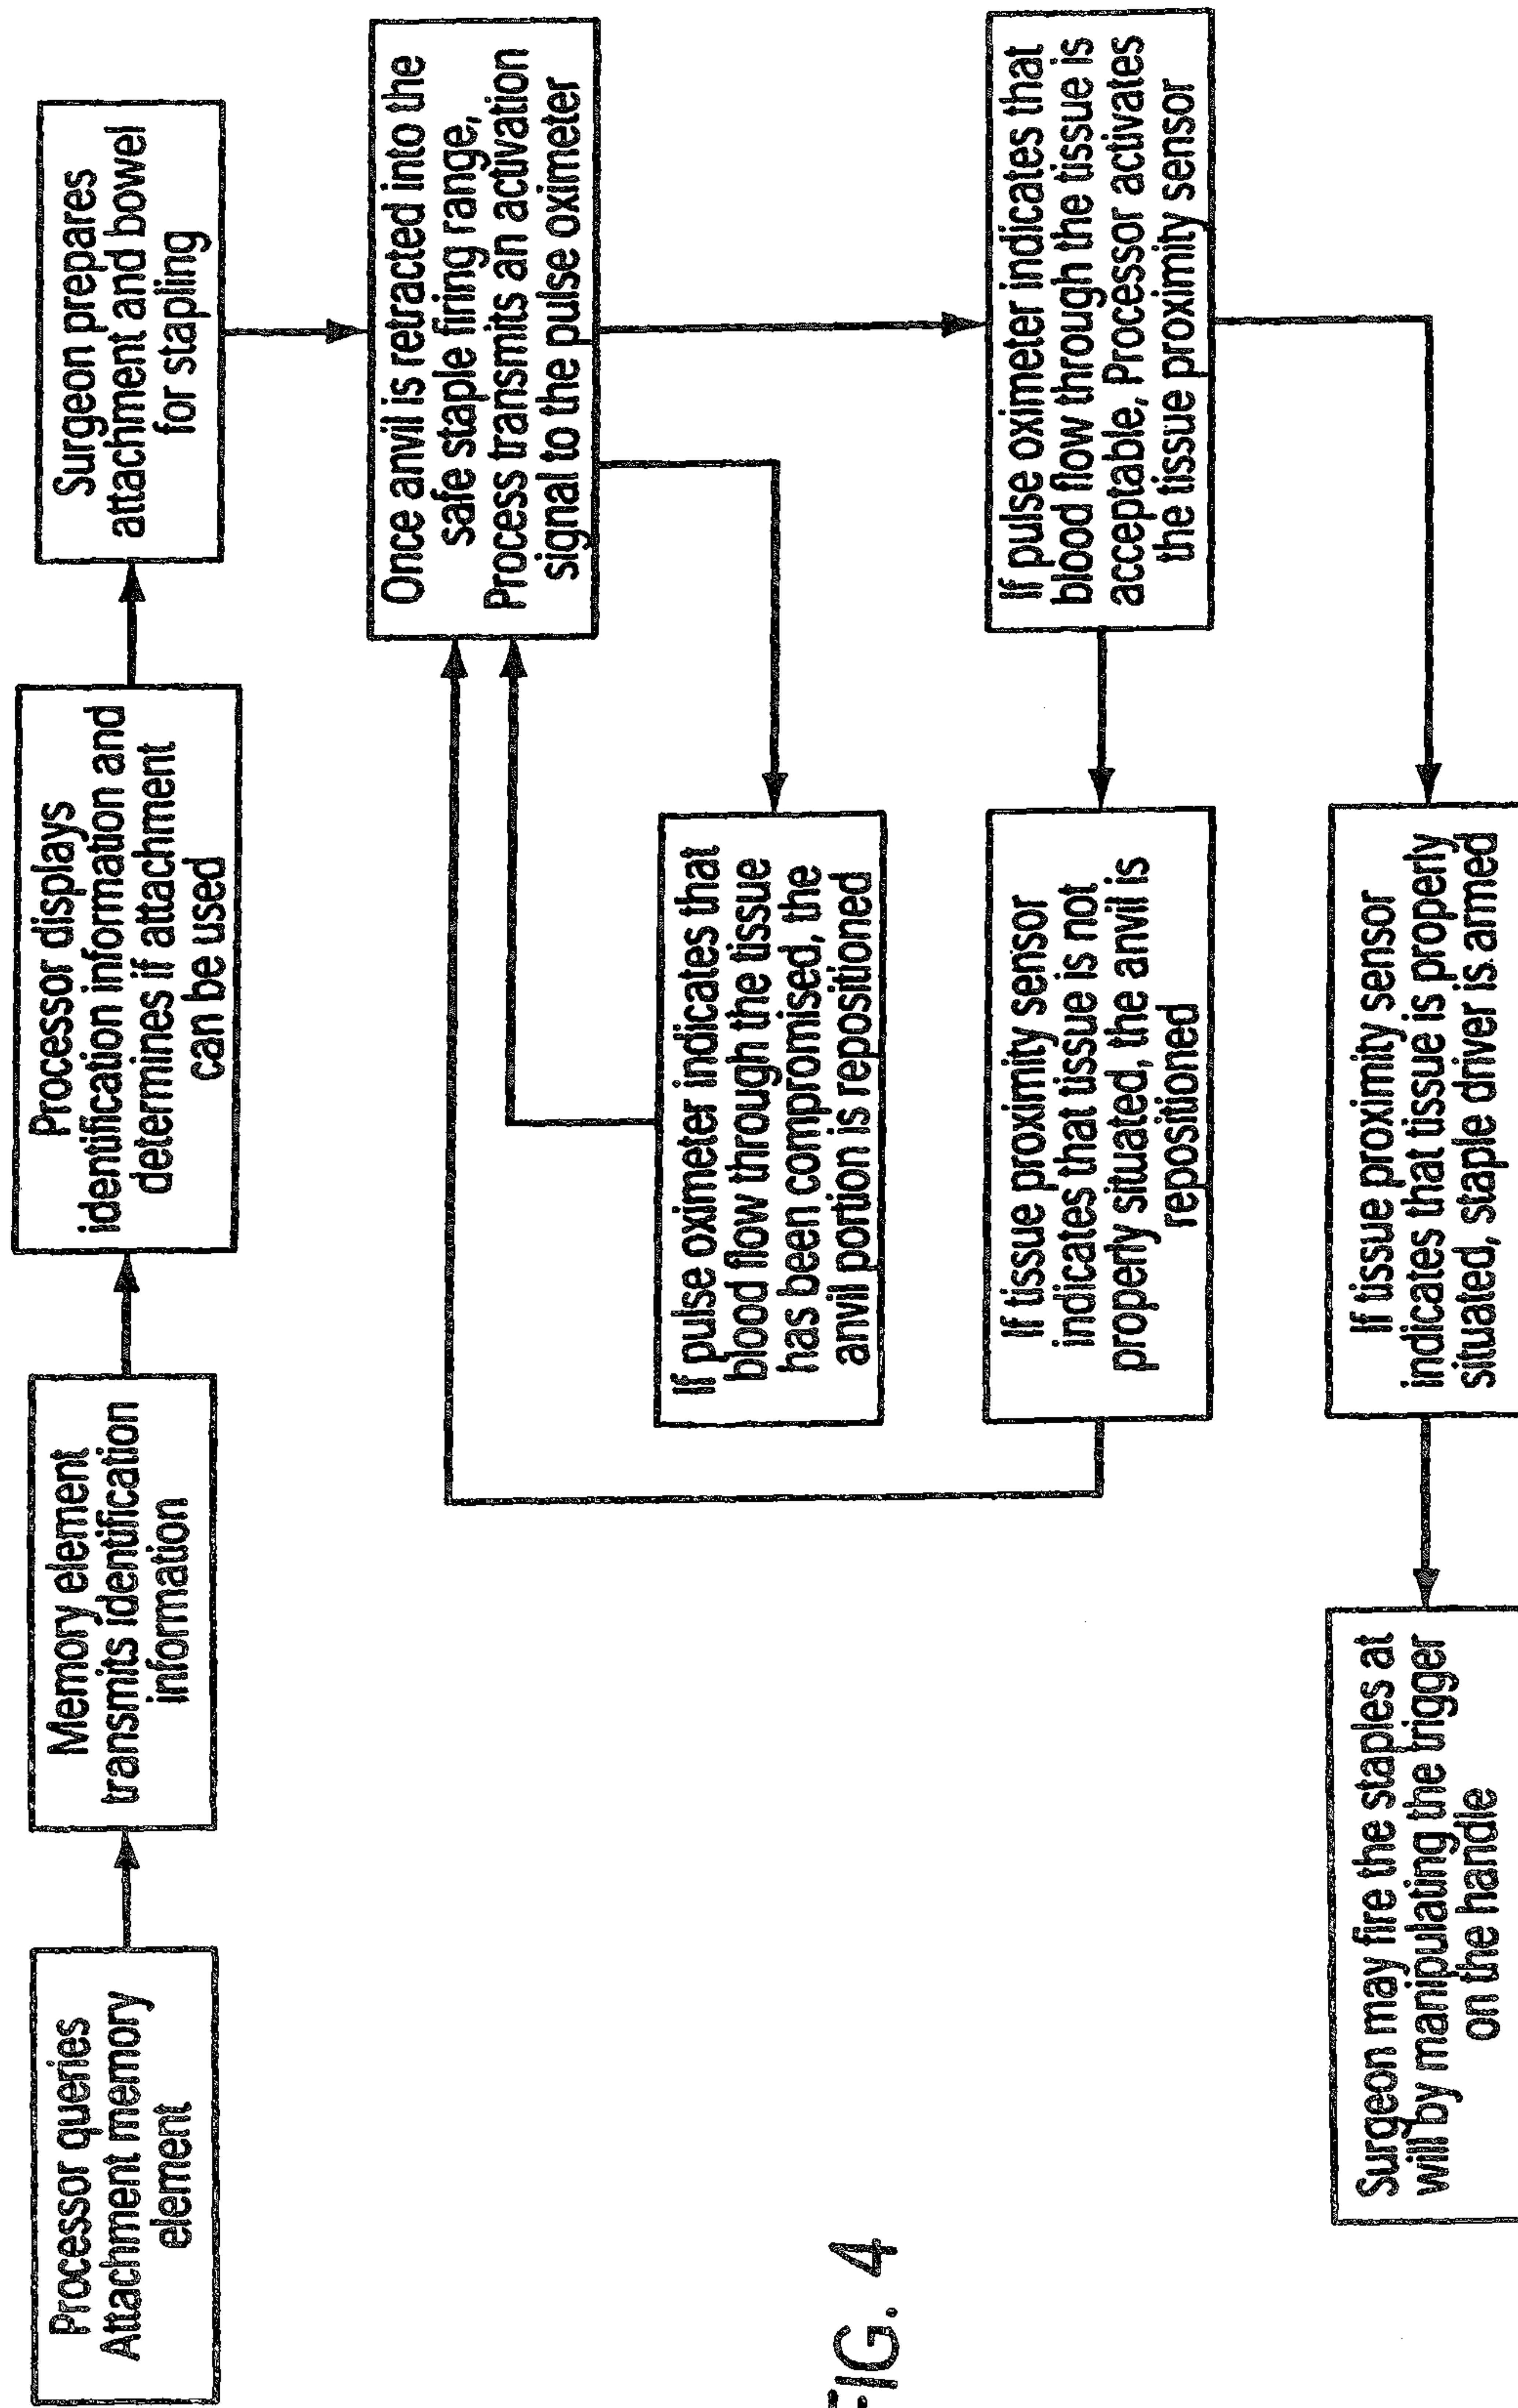 Processor queries
Attachment memory
element
Memory element
transmits identification
information
Processor displays
identification information and
determines if attachment
can be used
Surgeon prepares
attachment and bowel
for stapling
Once anvil is retracted into the
safe staple firing range,
Process transmits an activation
signal to the pulse oximeter
If pulse oximeter indicates that
blood flow through the tissue
has been compromised, the
anvil portion is repositioned
If pulse oximeter indicates that
blood flow through the tissue is
acceptable, Processor activates
the tissue proximity sensor
If tissue proximity sensor
indicates that tissue is not
properly situated, the anvil is
repositioned
If tissue proximity sensor
indicates that tissue is properly
situated, staple driver is armed
Surgeon may fire the staples at
will by manipulating the trigger
on the handle
FIG. 4